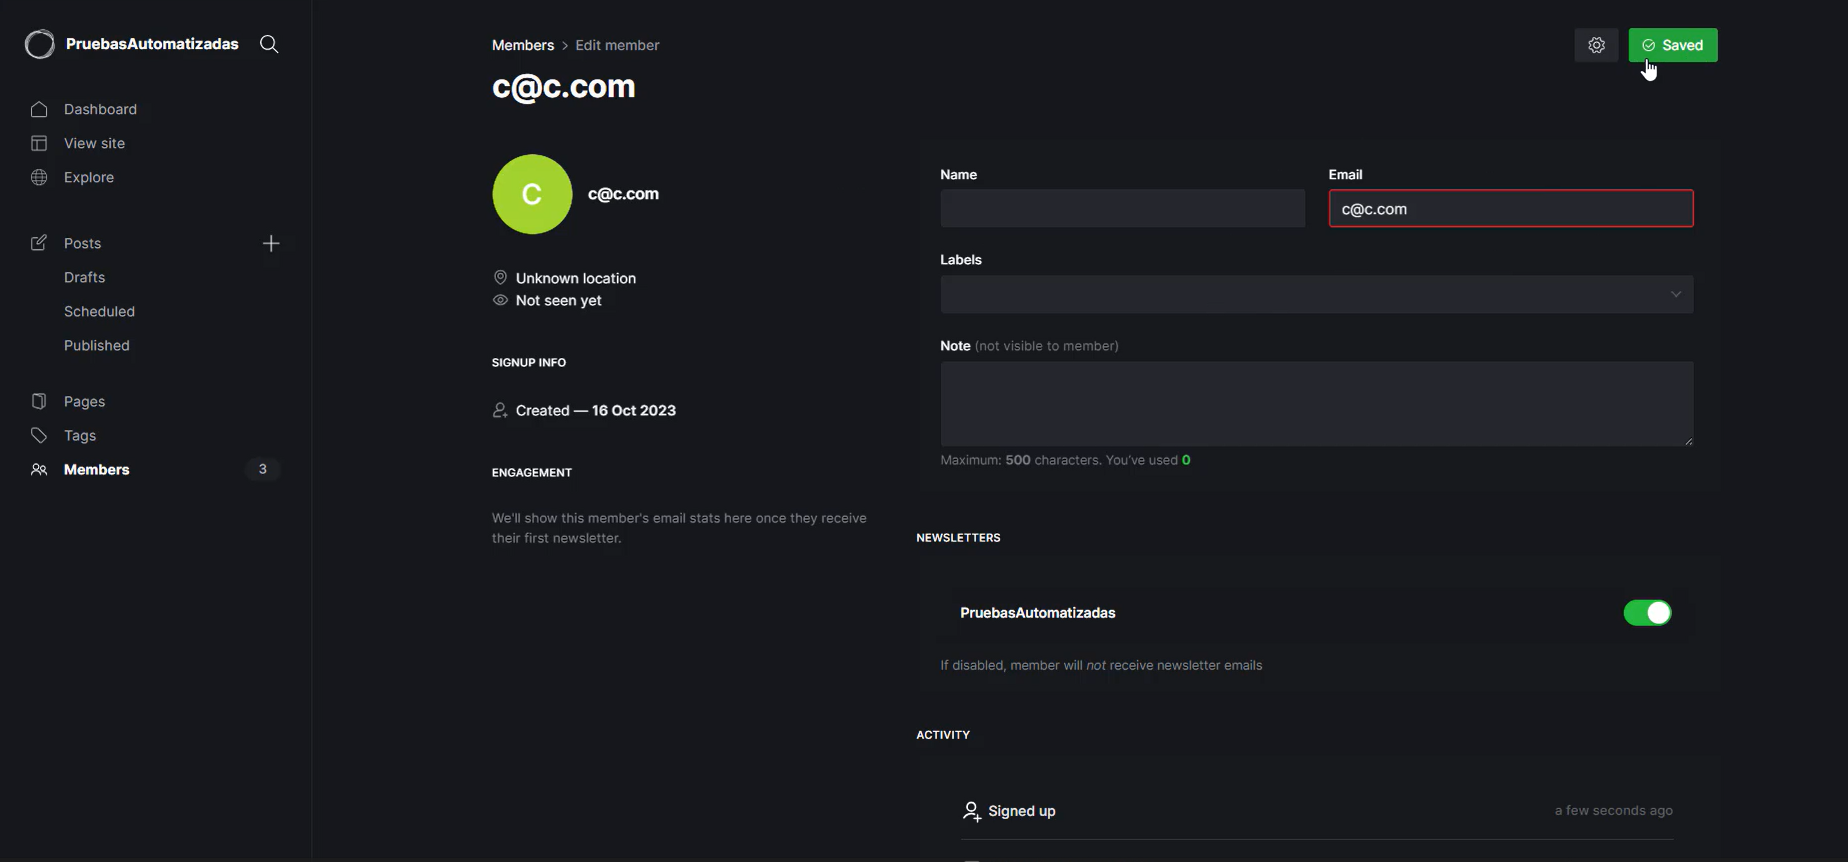 PruebasAutomatizadas
Dashboard
View site
Explore
Posts
Drafts
Scheduled
Published
Pages
Tags
Members 3
Members > Edit member
c@c.com
Saved
C
c@c.com
Unknown location
Not seen yet
SIGNUP INFO
Created — 16 Oct 2023
ENGAGEMENT
We'll show this member's email stats here once they receive
their first newsletter.
Name
Email
c@c.com
Labels
Note (not visible to member)
Maximum: 500 characters. You've used 0
NEWSLETTERS
PruebasAutomatizadas
If disabled, member will not receive newsletter emails
ACTIVITY
Signed up a few seconds ago